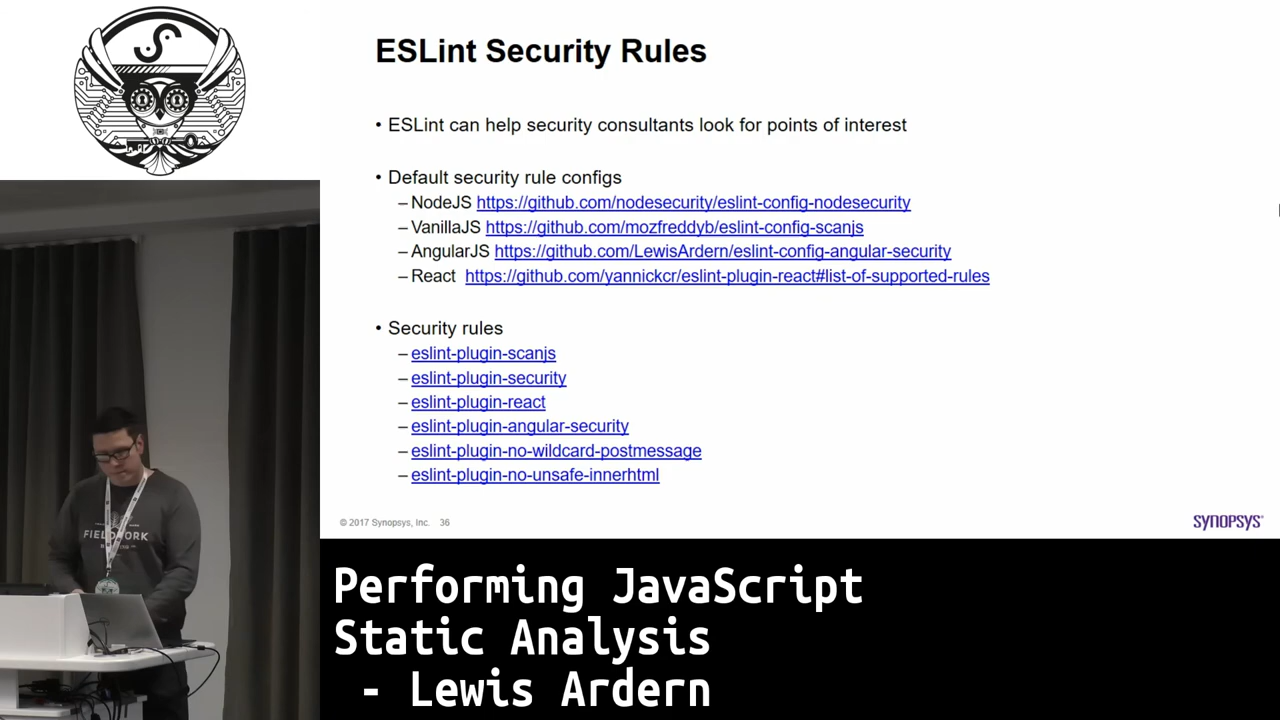 ESLint Security Rules
• ESLint can help security consultants look for points of interest
• Default security rule configs
– NodeJS https://github.com/nodesecurity/eslint-config-nodesecurity
– VanillaJS https://github.com/mozfreddyb/eslint-config-scanjs
– AngularJS https://github.com/LewisArdern/eslint-config-angular-security
– React https://github.com/yannickcr/eslint-plugin-react#list-of-supported-rules
• Security rules
– eslint-plugin-scanjs
– eslint-plugin-security
– eslint-plugin-react
– eslint-plugin-angular-security
– eslint-plugin-no-wildcard-postmessage
– eslint-plugin-no-unsafe-innerhtml
© 2017 Synopsys, Inc. 36
SYNOPSYS®
Performing JavaScript
Static Analysis
- Lewis Ardern